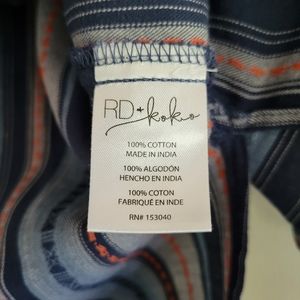 RD+koko
100% COTTON
MADE IN INDIA
100% ALGODÓN
HENCHO EN INDIA
100% COTON
FABRIQUÉ EN INDE
RN# 153040